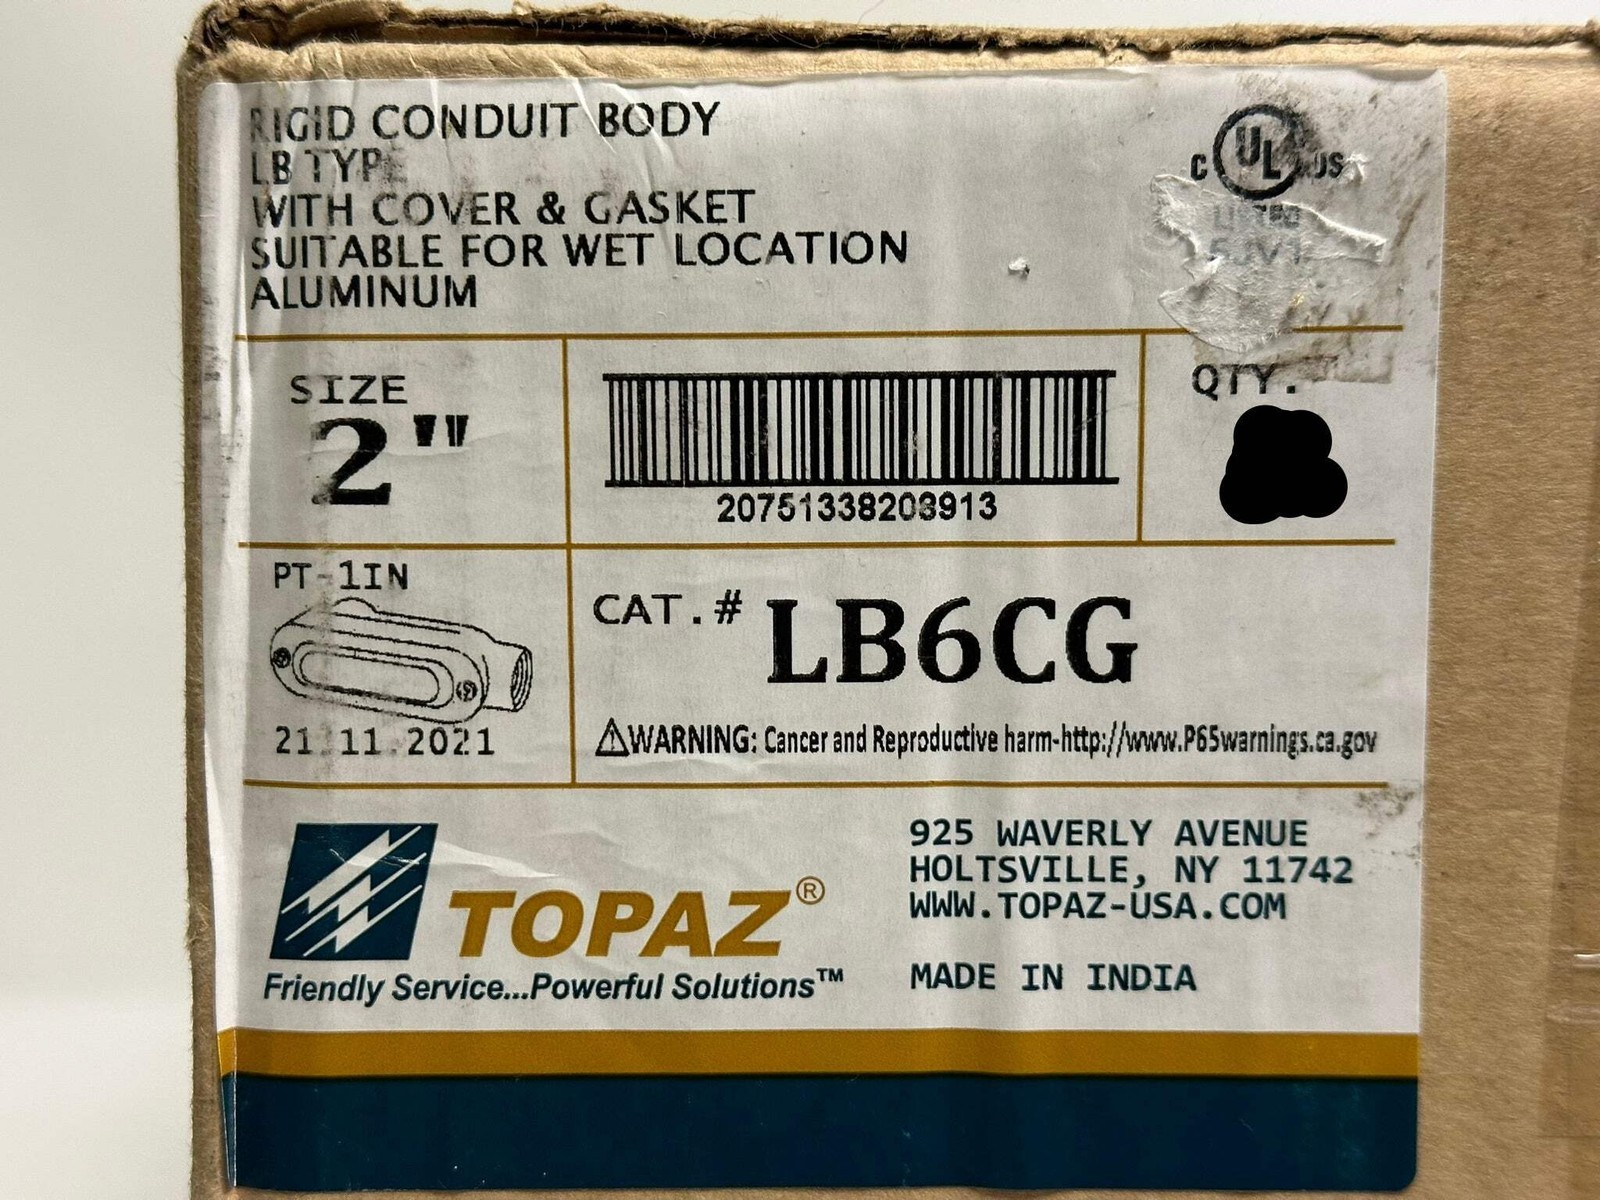 RIGID CONDUIT BODY
LB TYPE
WITH COVER & GASKET
SUITABLE FOR WET LOCATION
ALUMINUM
C UL US
LISTED
SIZE
2"
20751338208913
QTY.
PT-1IN
21.11.2021
CAT.# LB6CG
⚠WARNING: Cancer and Reproductive harm-http://www.P65warnings.ca.gov
TOPAZ®
Friendly Service...Powerful Solutions™
925 WAVERLY AVENUE
HOLTSVILLE, NY 11742
WWW.TOPAZ-USA.COM
MADE IN INDIA